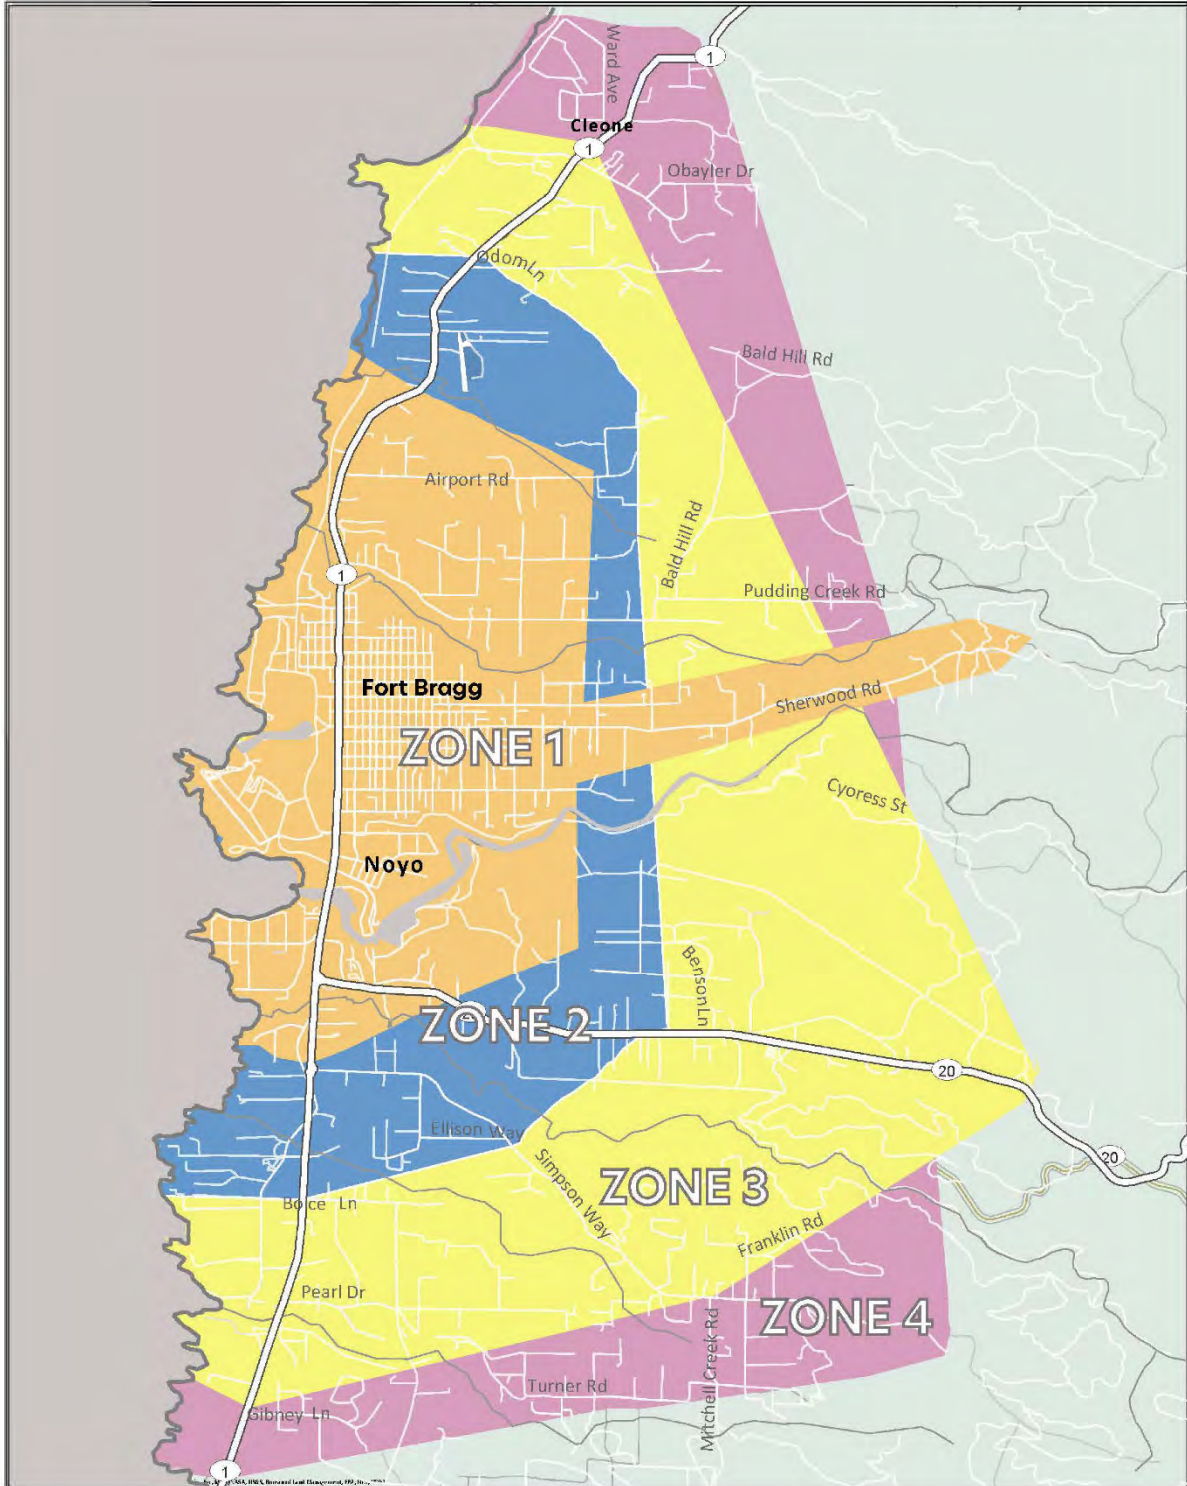 Ward Ave
1
Cleone
1
Obayler Dr
Odom Ln
Bald Hill Rd
Airport Rd
Bald Hill Rd
1
Pudding Creek Rd
Fort Bragg
Sherwood Rd
ZONE 1
Cyoress St
Noyo
Benson Ln
ZONE 2
20
Ellison Way
20
Simpson Way
ZONE 3
Boice Ln
Franklin Rd
Pearl Dr
ZONE 4
Mitchell Creek Rd
Turner Rd
Gibney Ln
1